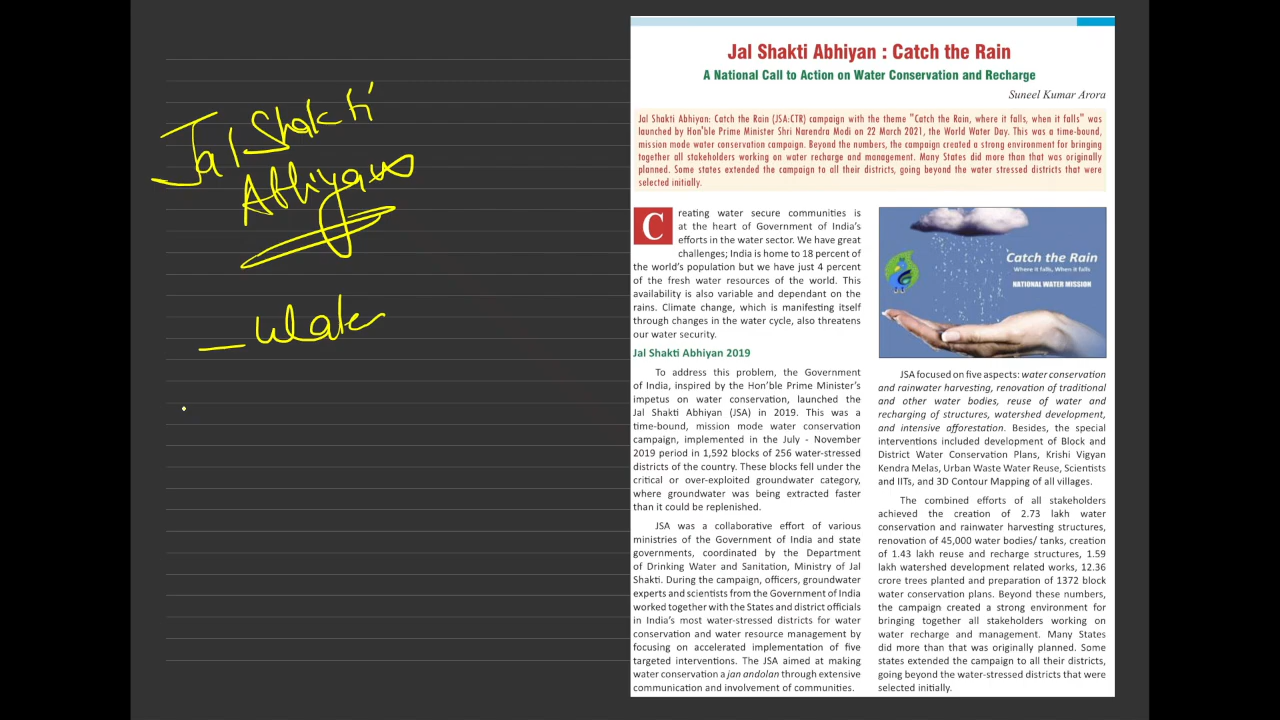 Jal Shakti
Abhiyan
_ water
Jal Shakti Abhiyan : Catch the Rain
A National Call to Action on Water Conservation and Recharge
Suneel Kumar Arora
Jal Shakti Abhiyan: Catch the Rain (JSA:CTR) campaign with the theme "Catch the Rain, where it falls, when it falls" was
launched by Hon'ble Prime Minister Shri Narendra Modi on 22 March 2021, the World Water Day. This was a time-bound,
mission mode water conservation campaign. Beyond the numbers, the campaign created a strong environment for bringing
together all stakeholders working on water recharge and management. Many States did more than that was originally
planned. Some states extended the campaign to all their districts, going beyond the water stressed districts that were
selected initially.
Creating water secure communities is
at the heart of Government of India's
efforts in the water sector. We have great
challenges; India is home to 18 percent of
the world's population but we have just 4 percent
of the fresh water resources of the world. This
availability is also variable and dependant on the
rains. Climate change, which is manifesting itself
through changes in the water cycle, also threatens
our water security.
Jal Shakti Abhiyan 2019
To address this problem, the Government
of India, inspired by the Hon'ble Prime Minister's
impetus on water conservation, launched the
Jal Shakti Abhiyan (JSA) in 2019. This was a
time-bound, mission mode water conservation
campaign, implemented in the July - November
2019 period in 1,592 blocks of 256 water-stressed
districts of the country. These blocks fell under the
critical or over-exploited groundwater category,
where groundwater was being extracted faster
than it could be replenished.
JSA was a collaborative effort of various
ministries of the Government of India and state
governments, coordinated by the Department
of Drinking Water and Sanitation, Ministry of Jal
Shakti. During the campaign, officers, groundwater
experts and scientists from the Government of India
worked together with the States and district officials
in India's most water-stressed districts for water
conservation and water resource management by
focusing on accelerated implementation of five
targeted interventions. The JSA aimed at making
water conservation a jan andolan through extensive
communication and involvement of communities.
Catch the Rain
Where it falls, When it falls
NATIONAL WATER MISSION
JSA focused on five aspects: water conservation
and rainwater harvesting, renovation of traditional
and other water bodies, reuse of water and
recharging of structures, watershed development,
and intensive afforestation. Besides, the special
interventions included development of Block and
District Water Conservation Plans, Krishi Vigyan
Kendra Melas, Urban Waste Water Reuse, Scientists
and IITs, and 3D Contour Mapping of all villages.
The combined efforts of all stakeholders
achieved the creation of 2.73 lakh water
conservation and rainwater harvesting structures,
renovation of 45,000 water bodies/ tanks, creation
of 1.43 lakh reuse and recharge structures, 1.59
lakh watershed development related works, 12.36
crore trees planted and preparation of 1372 block
water conservation plans. Beyond these numbers,
the campaign created a strong environment for
bringing together all stakeholders working on
water recharge and management. Many States
did more than that was originally planned. Some
states extended the campaign to all their districts,
going beyond the water-stressed districts that were
selected initially.